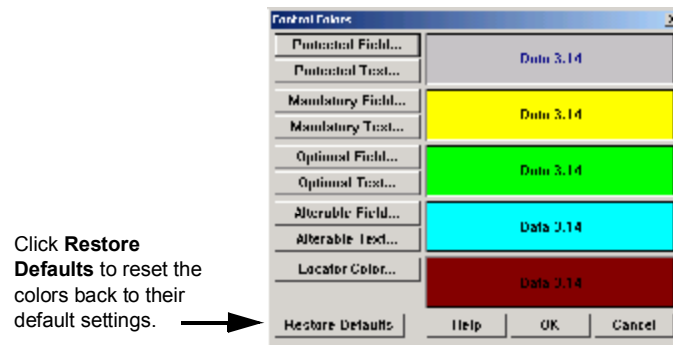 Control Colors
Protected Field...
Protected Text...
Data 3.14
Mandatory Field...
Mandatory Text...
Data 3.14
Optional Field...
Optional Text...
Data 3.14
Alterable Field...
Alterable Text...
Data 3.14
Locator Color...
Data 3.14
Restore Defaults
Help
OK
Cancel
Click Restore
Defaults to reset the
colors back to their
default settings.